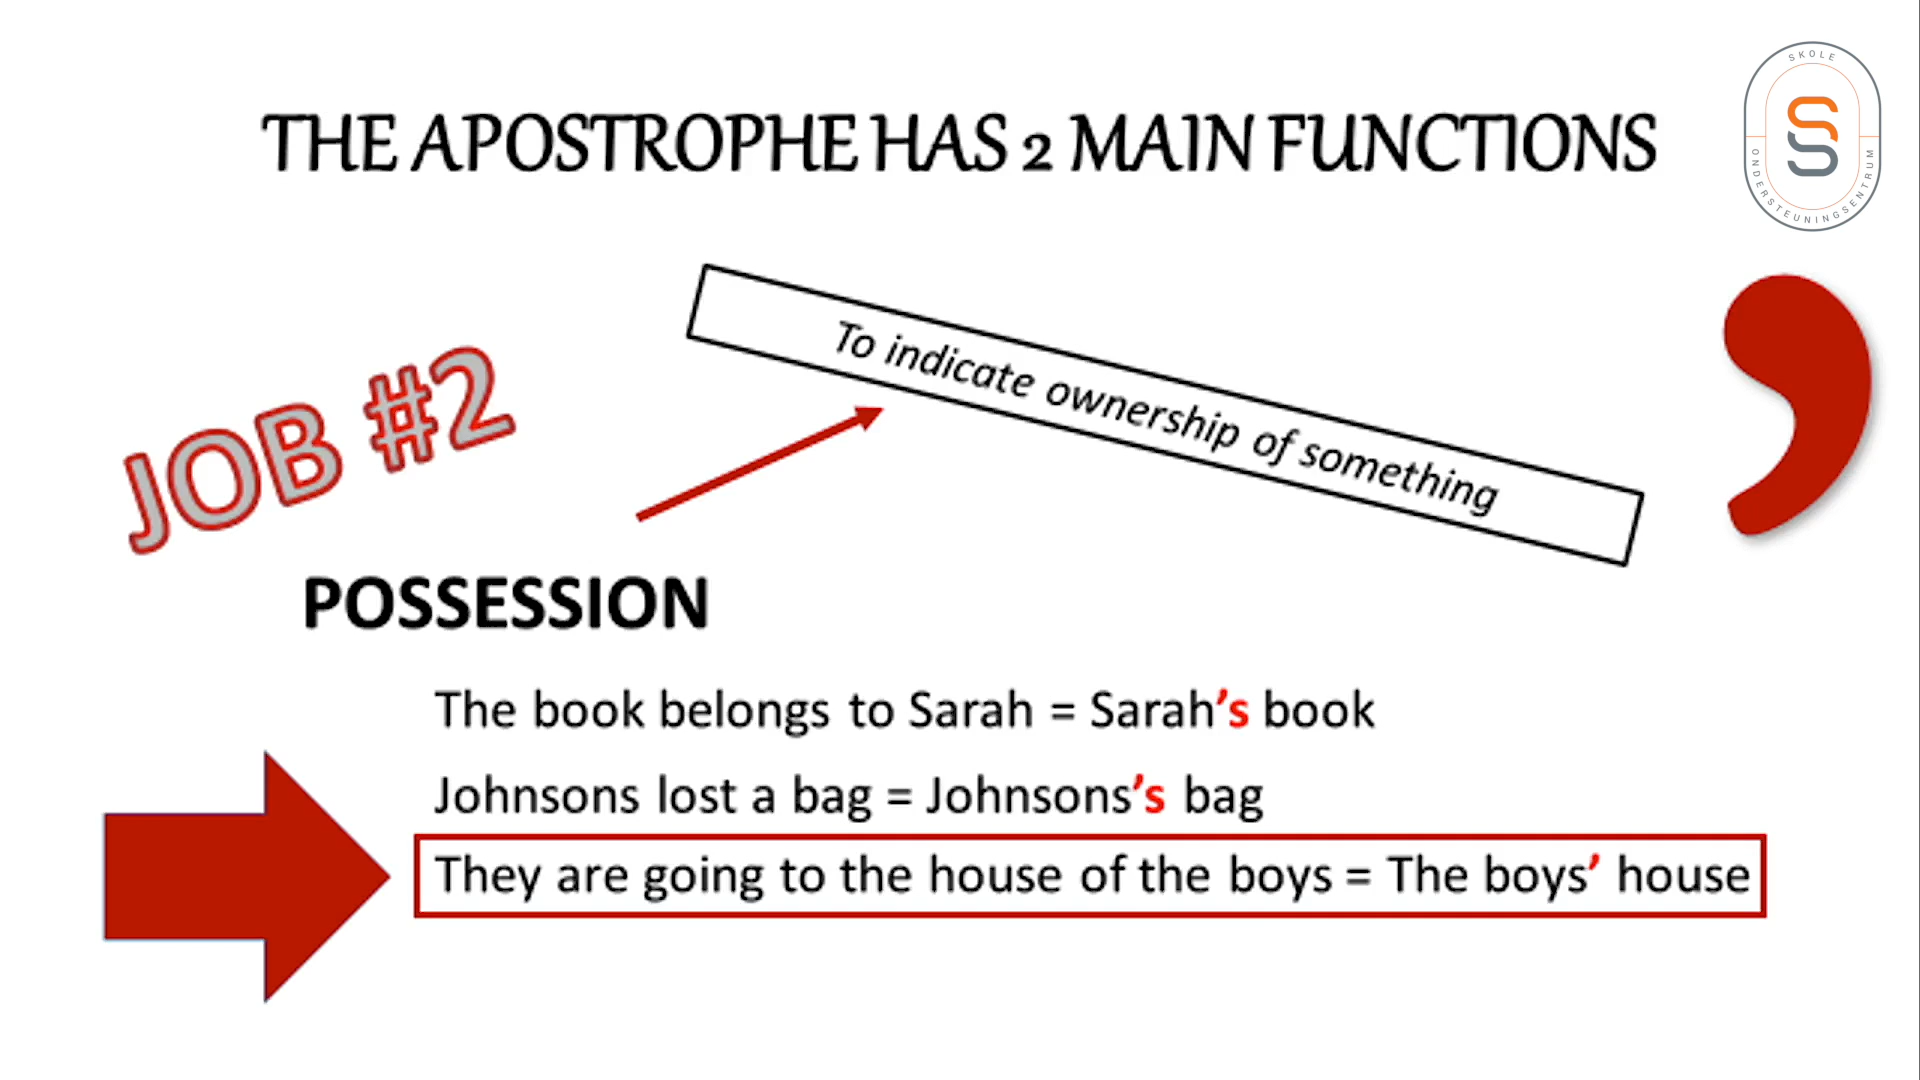 SKOLE
ONDERSTEUNINGSENTRUM
THE APOSTROPHE HAS 2 MAIN FUNCTIONS
To indicate ownership of something
JOB #2
POSSESSION
The book belongs to Sarah = Sarah’s book
Johnsons lost a bag = Johnsons’s bag
They are going to the house of the boys = The boys’ house